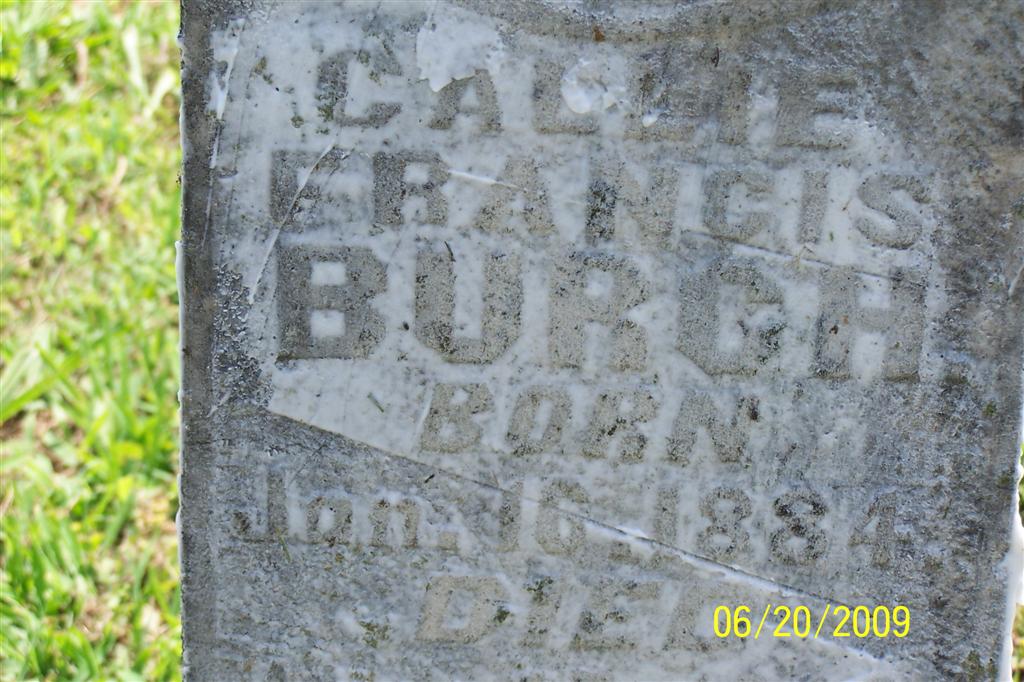 CALLIE
FRANCIS
BURCH
BORN
Jan. 16. 1884
DIED
06/20/2009